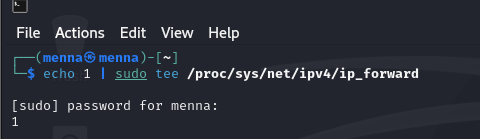 File Actions Edit View Help
┌──(menna㉿menna)-[~]
└─$ echo 1 | sudo tee /proc/sys/net/ipv4/ip_forward
[sudo] password for menna:
1